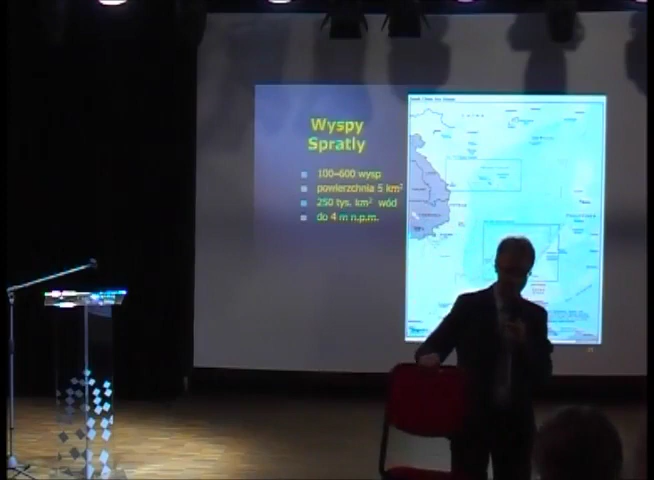 Wyspy
Spratly
100–600 wysp
powierzchnia 5 km²
250 tys. km² wód
do 4 m n.p.m.